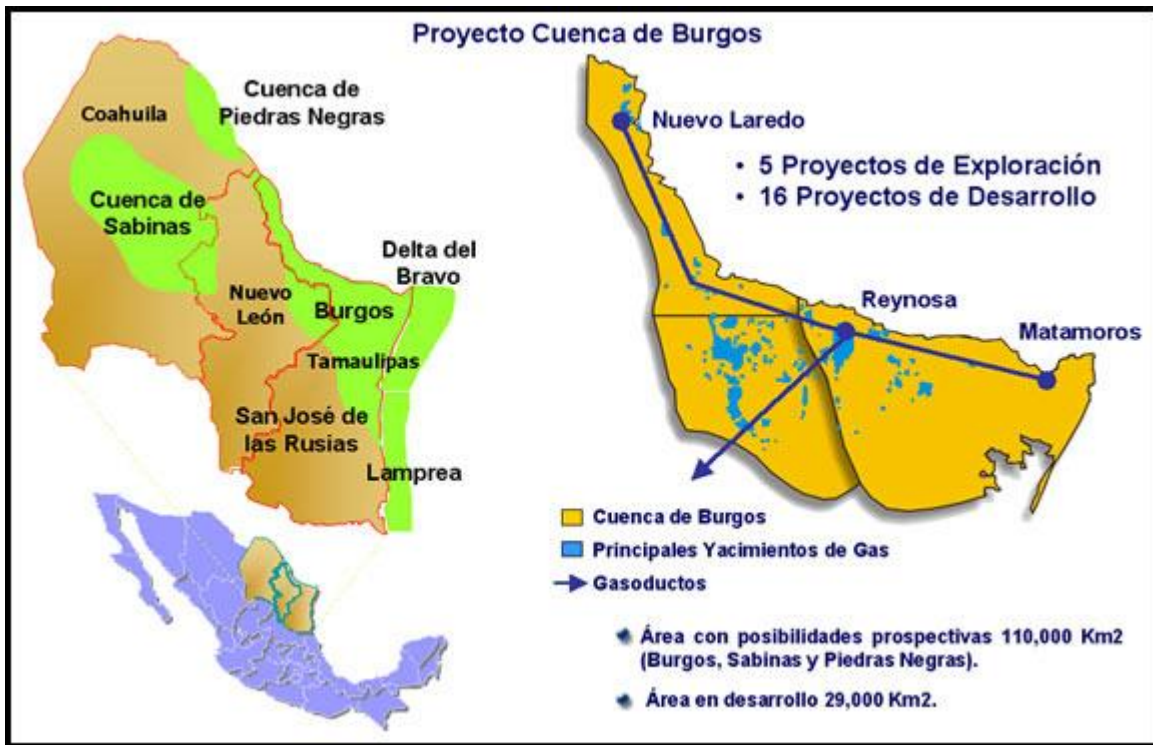 Proyecto Cuenca de Burgos
Coahuila
Cuenca de
Piedras Negras
Cuenca de
Sabinas
Delta del
Bravo
Nuevo
León
Burgos
Tamaulipas
San José de
las Rusias
Lamprea
Nuevo Laredo
• 5 Proyectos de Exploración
• 16 Proyectos de Desarrollo
Reynosa
Matamoros
Cuenca de Burgos
Principales Yacimientos de Gas
Gasoductos
Área con posibilidades prospectivas 110,000 Km2
(Burgos, Sabinas y Piedras Negras).
Área en desarrollo 29,000 Km2.